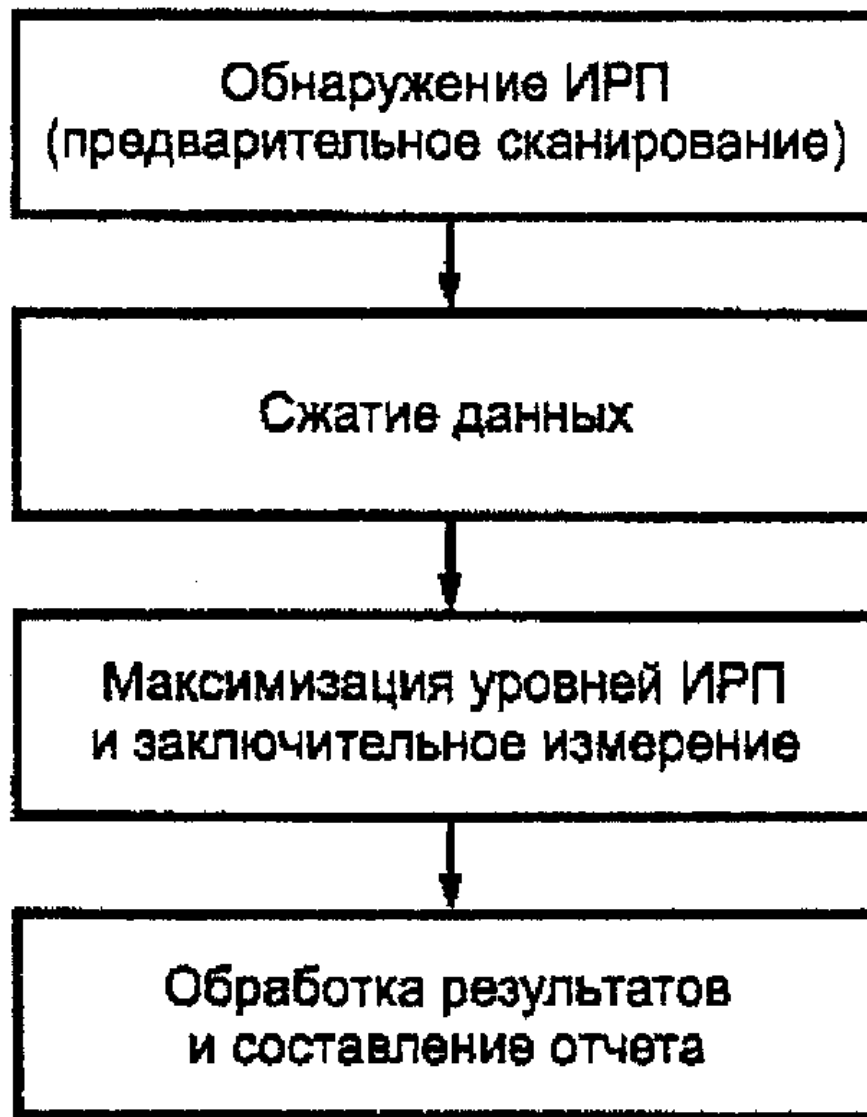 Обнаружение ИРП
(предварительное сканирование)
Сжатие данных
Максимизация уровней ИРП
и заключительное измерение
Обработка результатов
и составление отчета